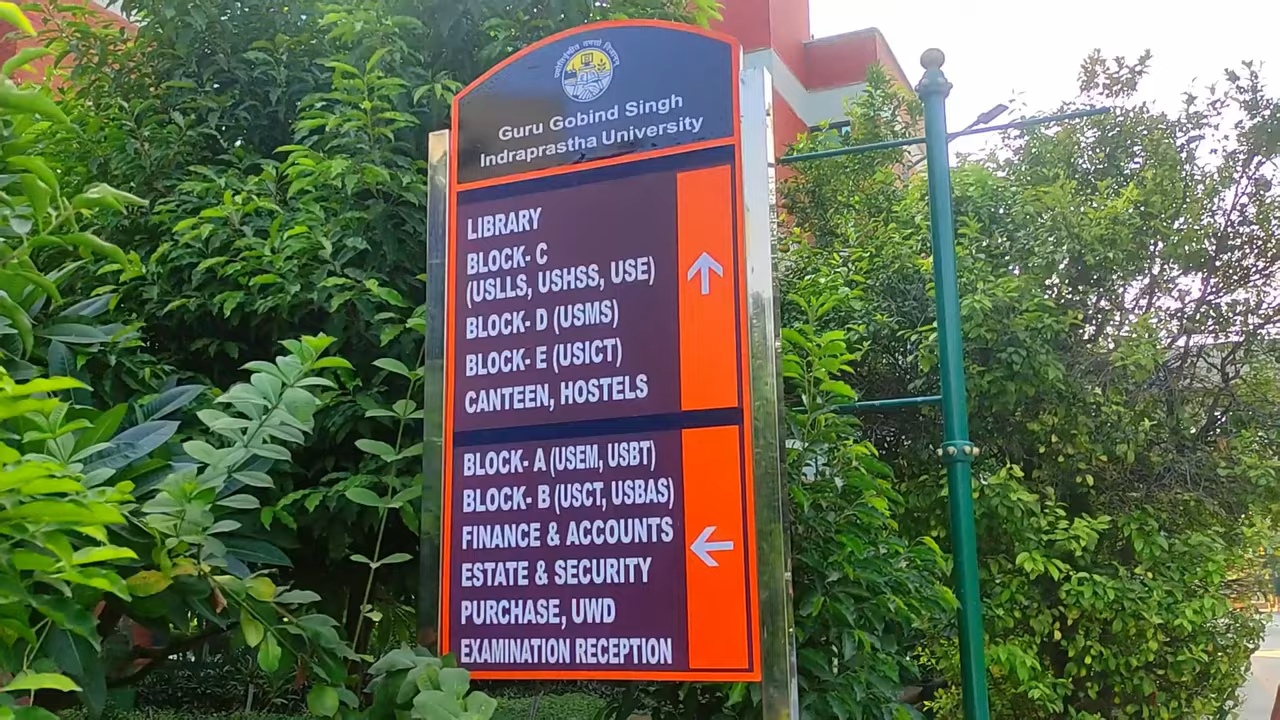 Guru Gobind Singh
Indraprastha University
LIBRARY
BLOCK- C
(USLLS, USHSS, USE)
BLOCK- D (USMS)
BLOCK- E (USICT)
CANTEEN, HOSTELS
BLOCK- A (USEM, USBT)
BLOCK- B (USCT, USBAS)
FINANCE & ACCOUNTS
ESTATE & SECURITY
PURCHASE, UWD
EXAMINATION RECEPTION